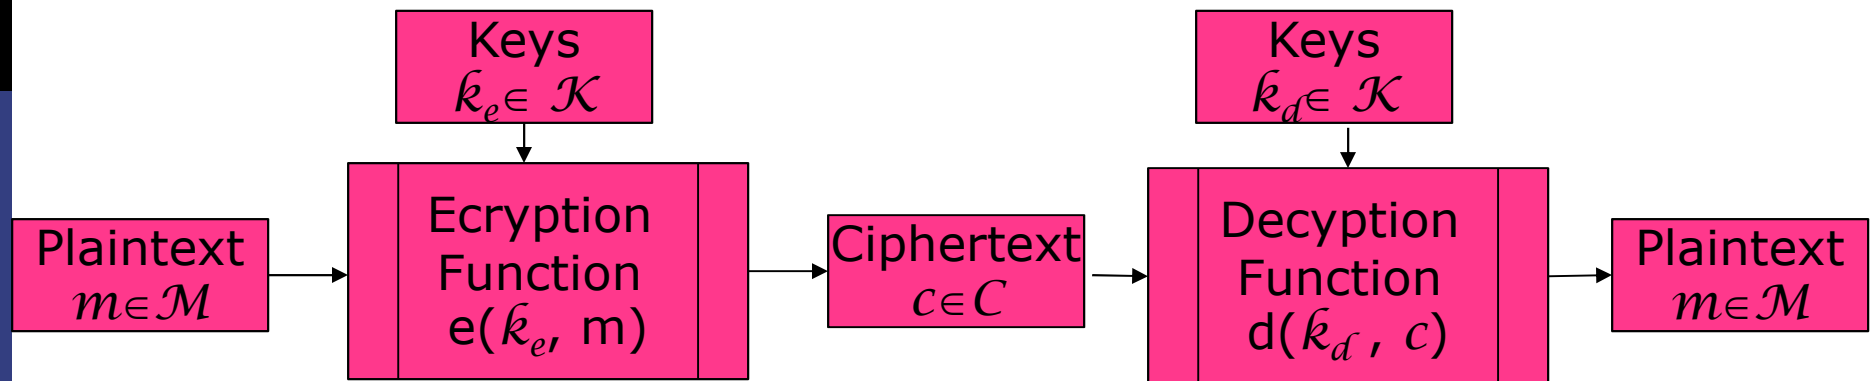 Keys
kₑ∈ 𝒦
Keys
k_d∈ 𝒦
Plaintext
m∈ℳ
Ecryption
Function
e(kₑ, m)
Ciphertext
c∈C
Decyption
Function
d(k_d , c)
Plaintext
m∈ℳ